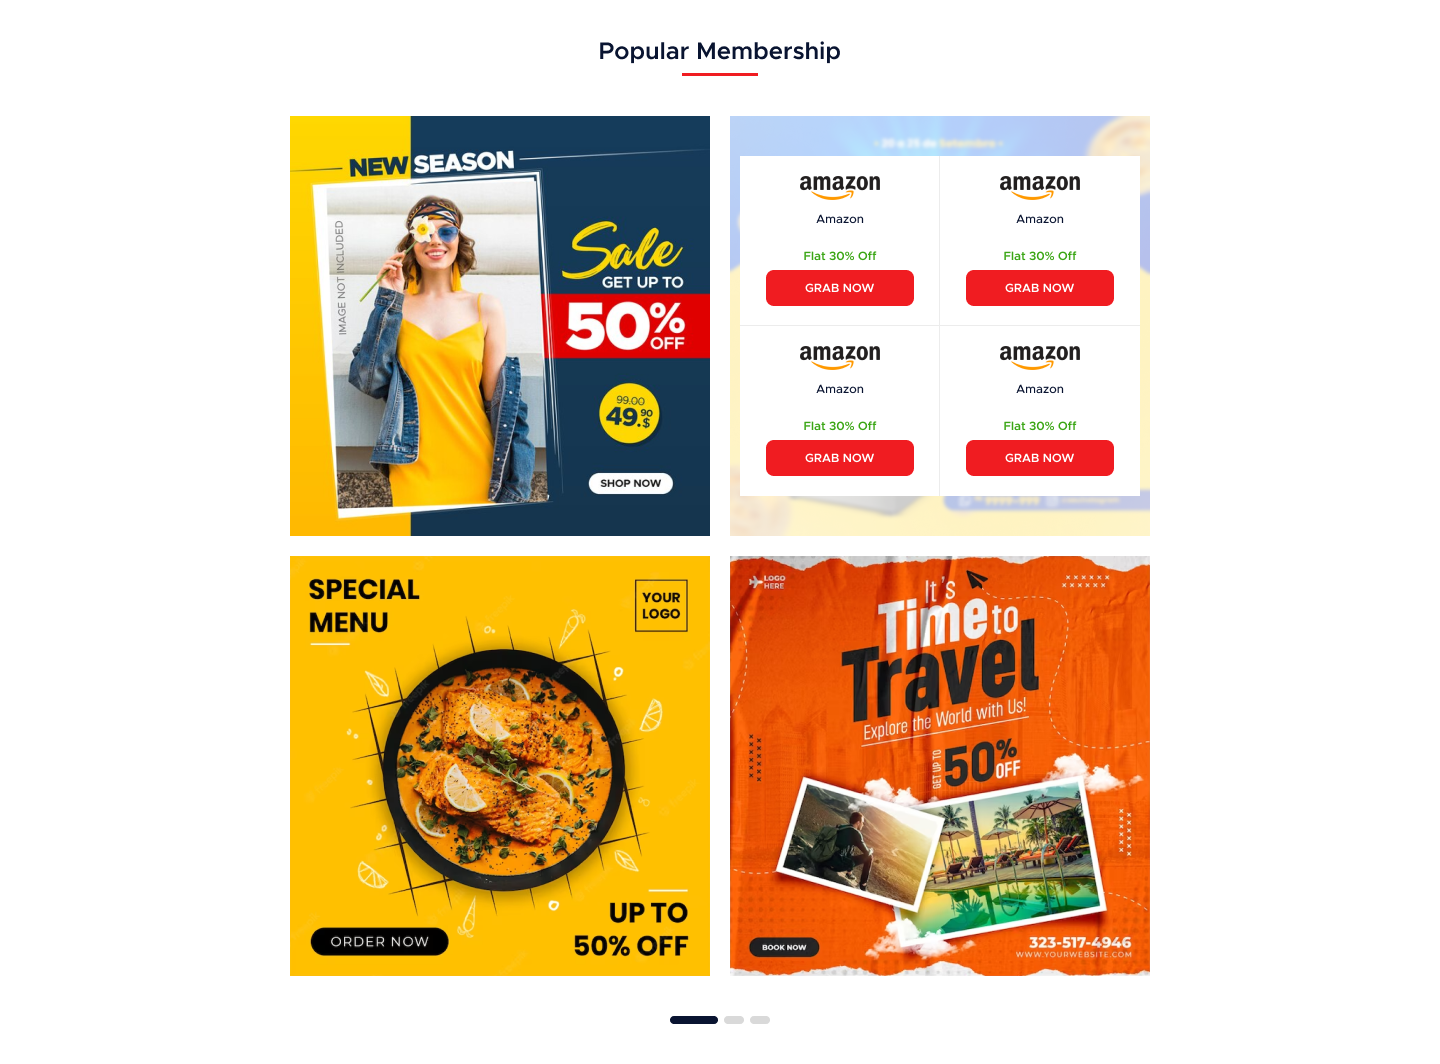 Popular Membership
NEW SEASON
IMAGE NOT INCLUDED
Sale
GET UP TO
50%
OFF
99.00
49.90$
SHOP NOW
amazon
Amazon
Flat 30% Off
GRAB NOW
amazon
Amazon
Flat 30% Off
GRAB NOW
amazon
Amazon
Flat 30% Off
GRAB NOW
amazon
Amazon
Flat 30% Off
GRAB NOW
SPECIAL
MENU
YOUR
LOGO
ORDER NOW
UP TO
50% OFF
LOGO
HERE
It's
Time to
Travel
Explore the World with Us!
GET UP TO
50%
OFF
BOOK NOW
323-517-4946
WWW.YOURWEBSITE.COM